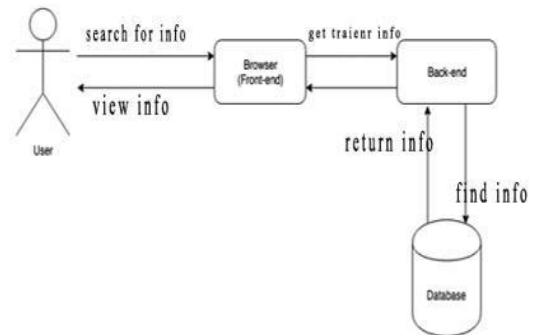 search for info
get traienr info
Browser
(Front-end)
Back-end
view info
User
return info
find info
Database